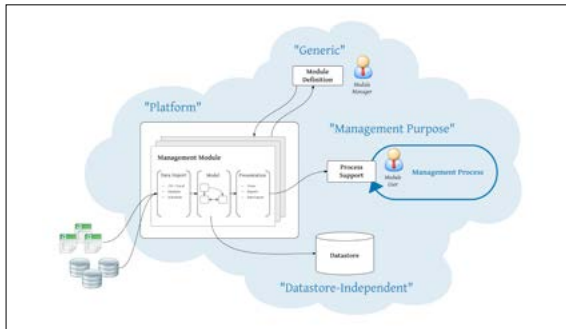 "Generic"
Module
Definition
Module
Manager
"Platform"
"Management Purpose"
Management Module
Data Import
Model
Presentation
Process
Support
Module
User
Management Process
Datastore
"Datastore-Independent"